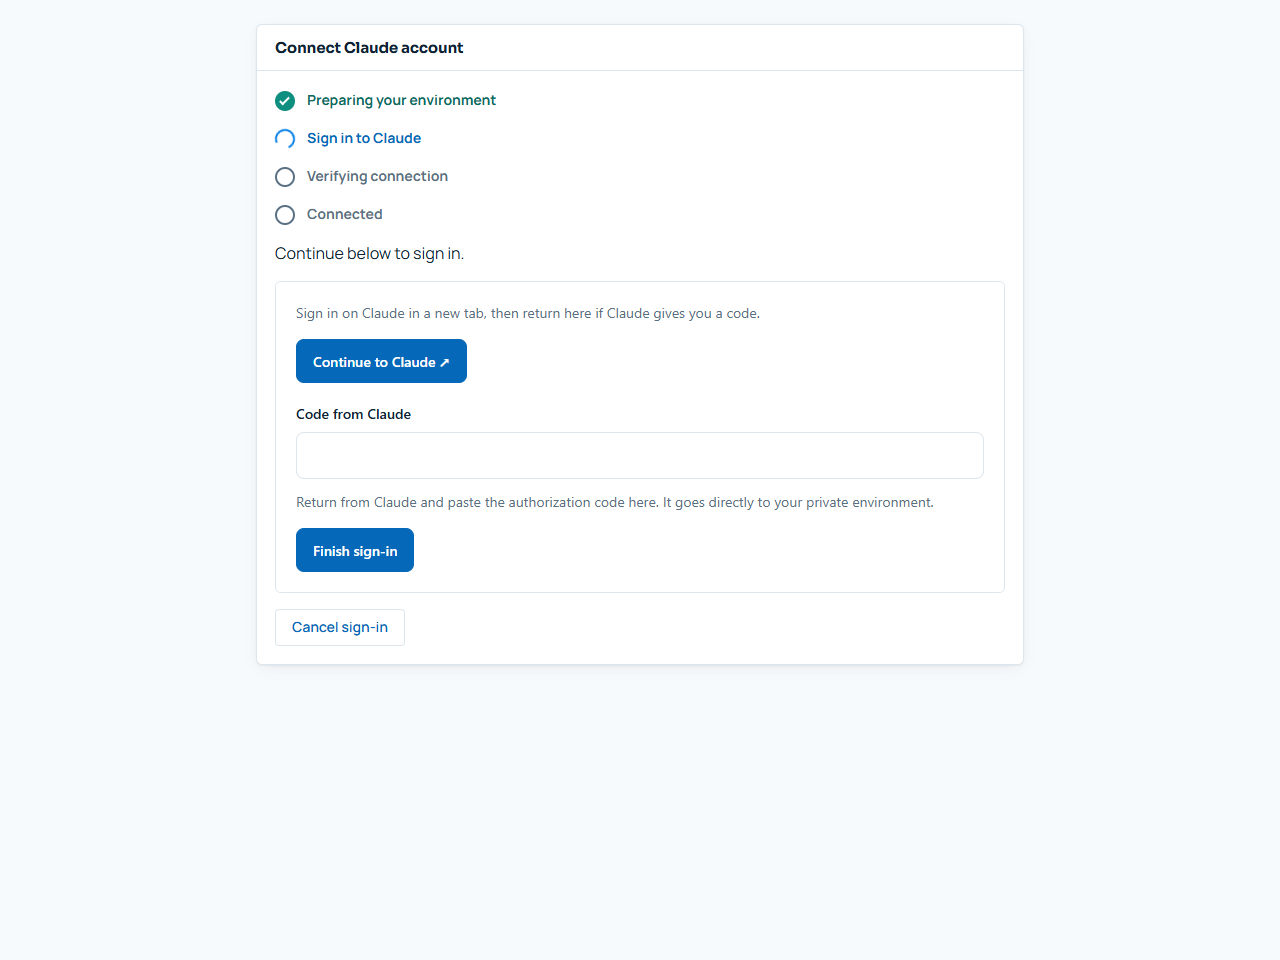 Connect Claude account
Preparing your environment
Sign in to Claude
Verifying connection
Connected
Continue below to sign in.
Sign in on Claude in a new tab, then return here if Claude gives you a code.
Continue to Claude ↗
Code from Claude
Return from Claude and paste the authorization code here. It goes directly to your private environment.
Finish sign-in
Cancel sign-in